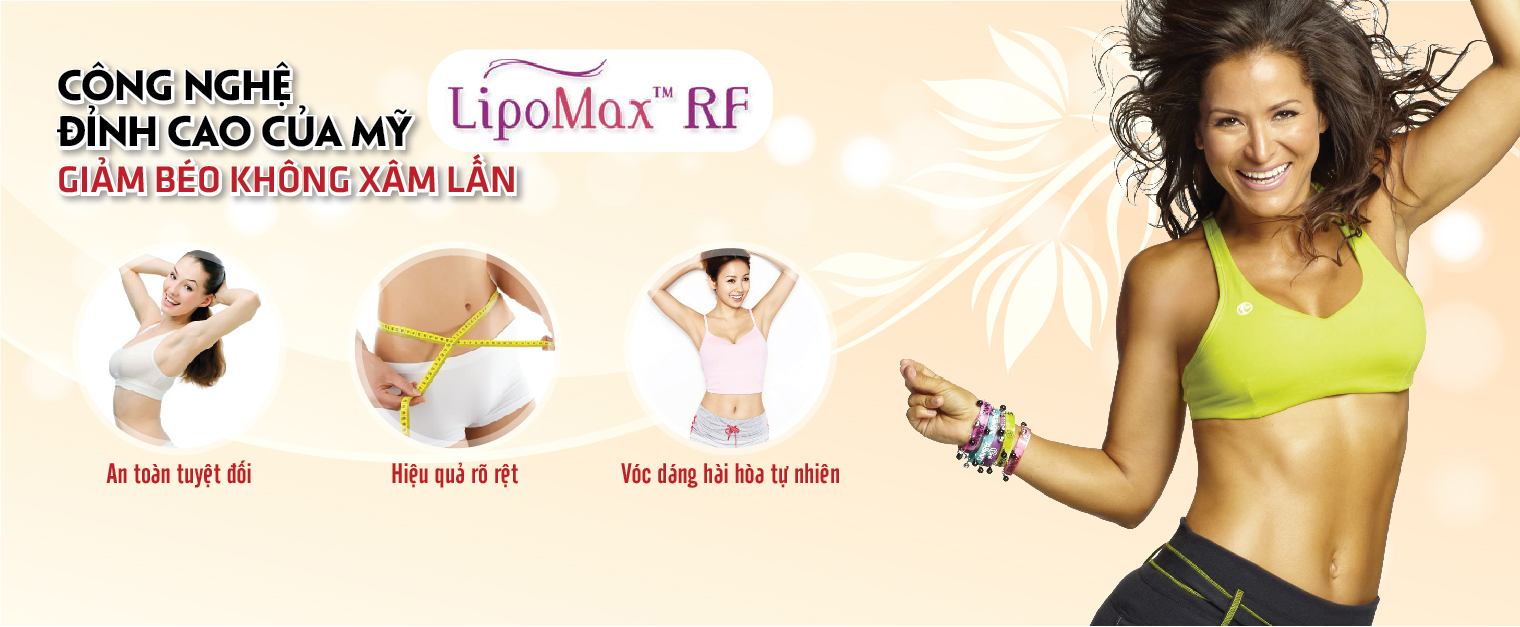 CÔNG NGHỆ
ĐỈNH CAO CỦA MỸ
LipoMax™ RF
GIẢM BÉO KHÔNG XÂM LẤN
An toàn tuyệt đối
Hiệu quả rõ rệt
Vóc dáng hài hòa tự nhiên